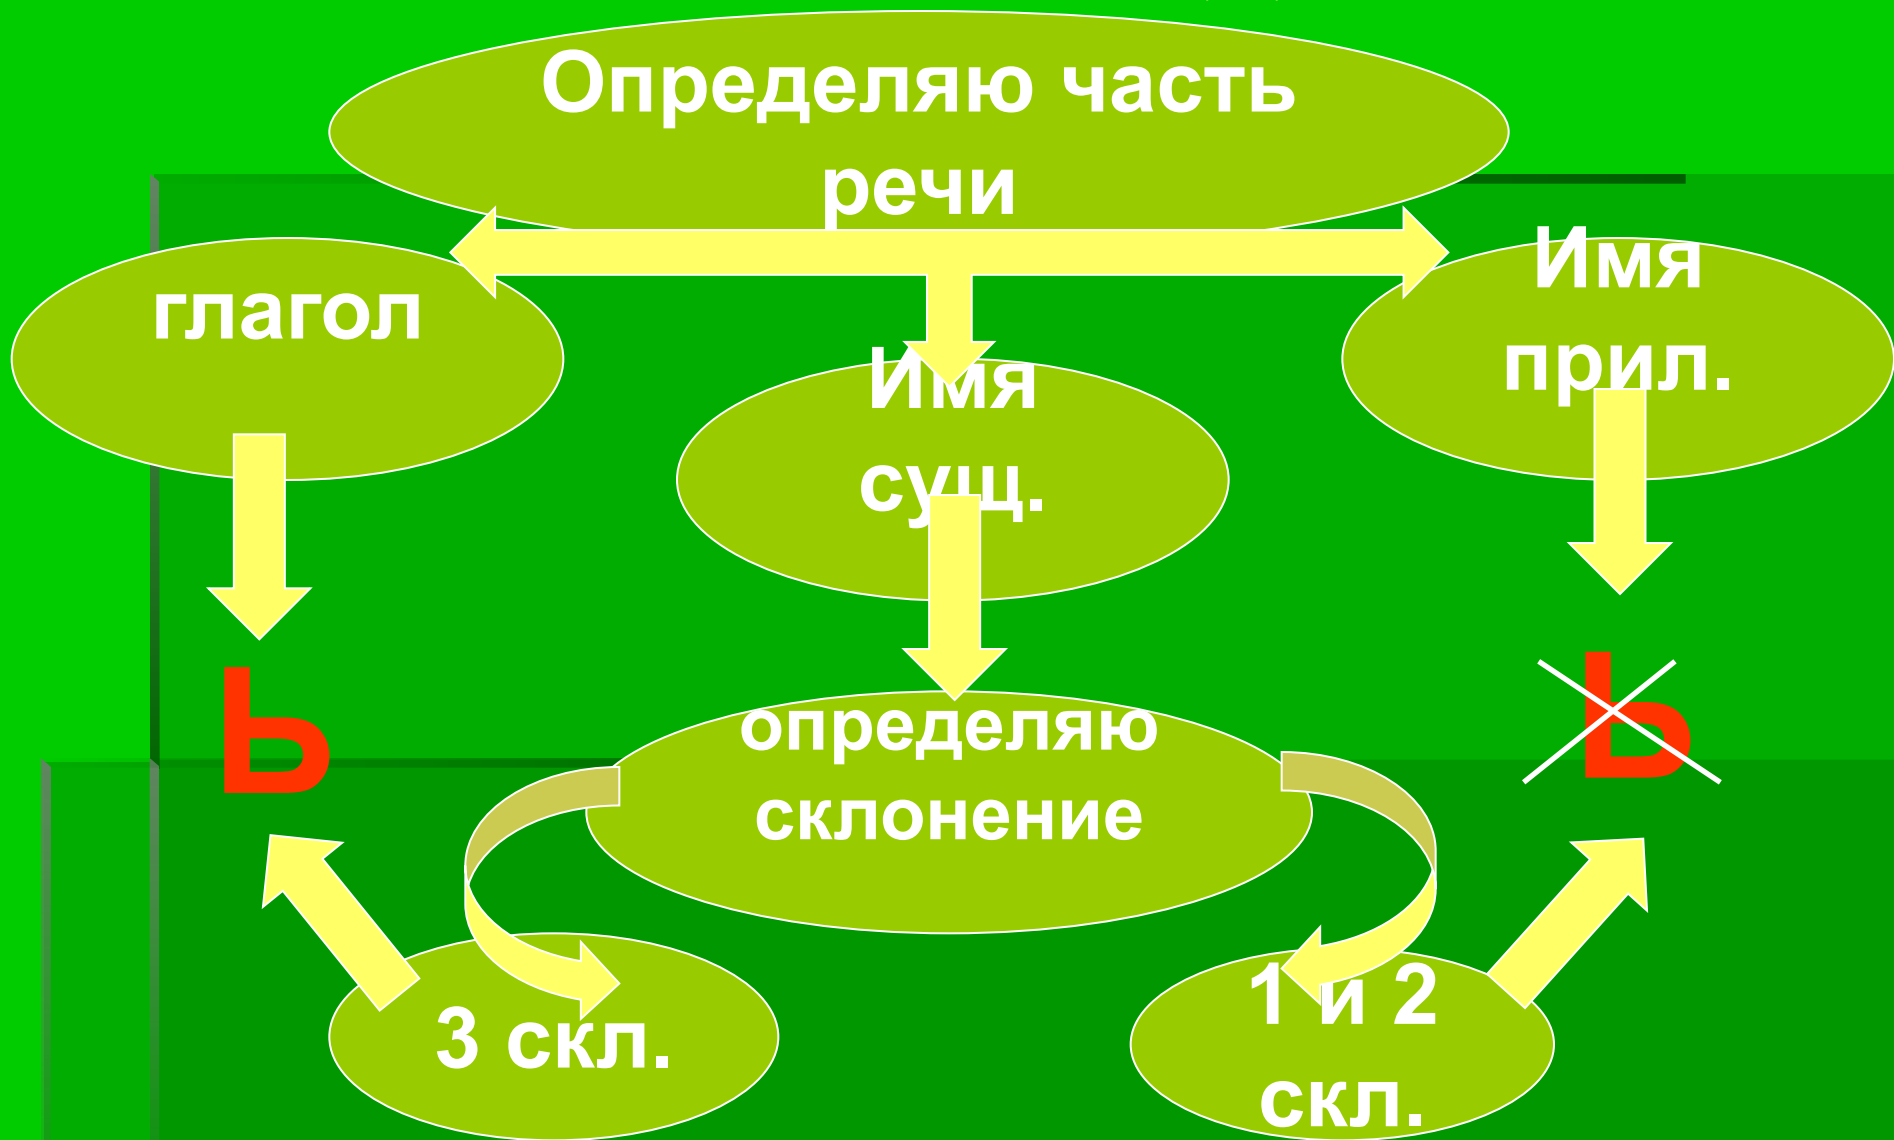 Определяю часть
речи
глагол
Имя
прил.
Имя
сущ.
Ь
Ь
определяю
склонение
3 скл.
1 и 2
скл.